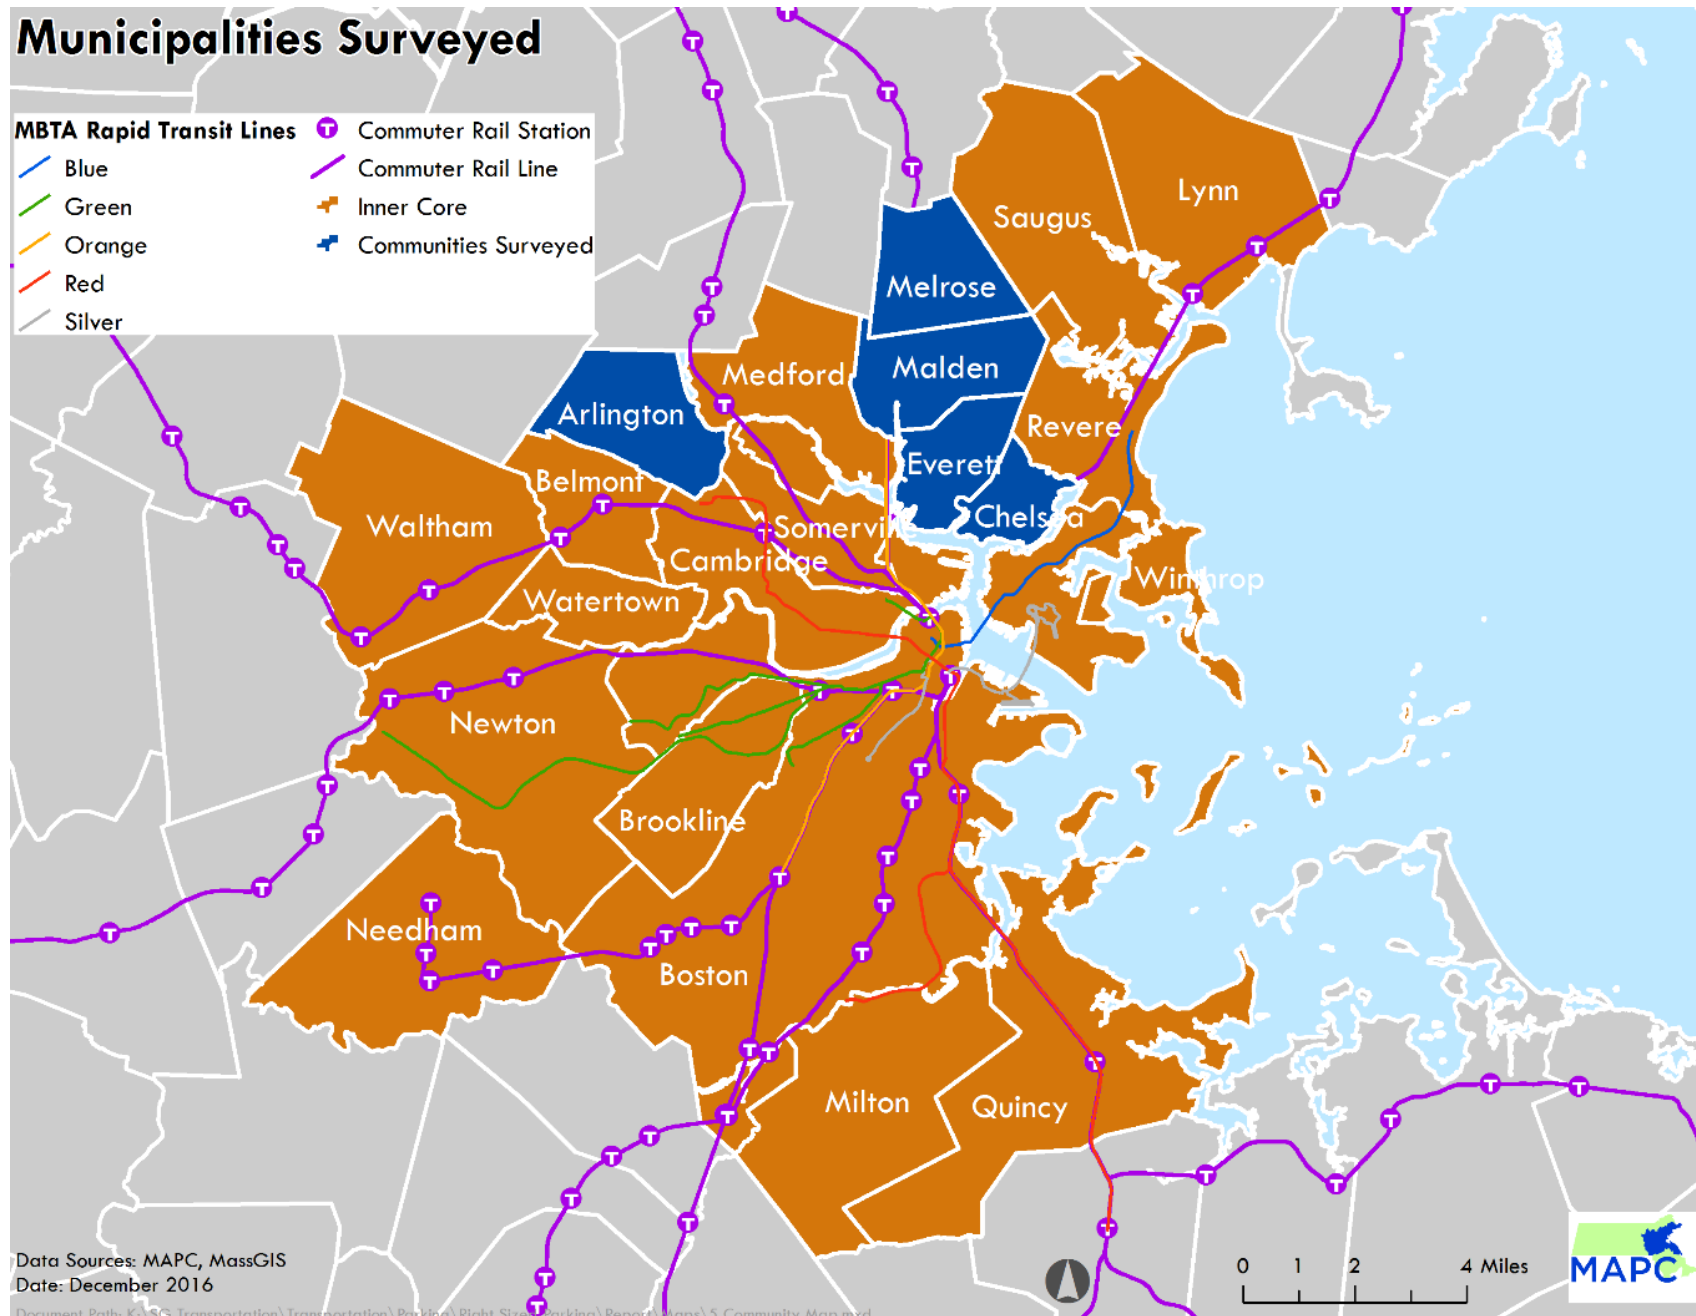 Municipalities Surveyed
MBTA Rapid Transit Lines
Blue
Green
Orange
Red
Silver
T Commuter Rail Station
Commuter Rail Line
Inner Core
Communities Surveyed
Lynn
Saugus
Melrose
Malden
Medford
Arlington
Revere
Everett
Belmont
Chelsea
Waltham
Somerville
Cambridge
Winthrop
Watertown
Newton
Brookline
Needham
Boston
Milton
Quincy
Data Sources: MAPC, MassGIS
Date: December 2016
0 1 2 4 Miles
MAPC